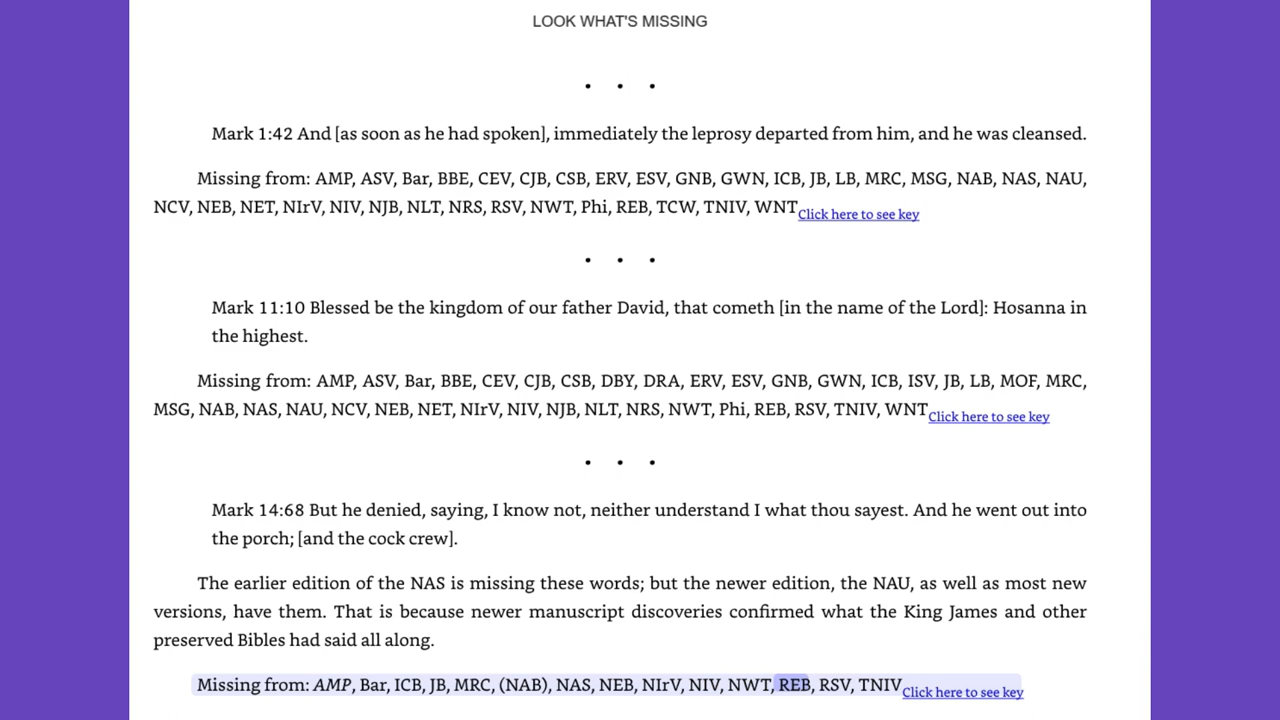 LOOK WHAT'S MISSING
• • •
Mark 1:42 And [as soon as he had spoken], immediately the leprosy departed from him, and he was cleansed.
Missing from: AMP, ASV, Bar, BBE, CEV, CJB, CSB, ERV, ESV, GNB, GWN, ICB, JB, LB, MRC, MSG, NAB, NAS, NAU,
NCV, NEB, NET, NIrV, NIV, NJB, NLT, NRS, RSV, NWT, Phi, REB, TCW, TNIV, WNT Click here to see key
• • •
Mark 11:10 Blessed be the kingdom of our father David, that cometh [in the name of the Lord]: Hosanna in
the highest.
Missing from: AMP, ASV, Bar, BBE, CEV, CJB, CSB, DBY, DRA, ERV, ESV, GNB, GWN, ICB, ISV, JB, LB, MOF, MRC,
MSG, NAB, NAS, NAU, NCV, NEB, NET, NIrV, NIV, NJB, NLT, NRS, NWT, Phi, REB, RSV, TNIV, WNT Click here to see key
• • •
Mark 14:68 But he denied, saying, I know not, neither understand I what thou sayest. And he went out into
the porch; [and the cock crew].
The earlier edition of the NAS is missing these words; but the newer edition, the NAU, as well as most new
versions, have them. That is because newer manuscript discoveries confirmed what the King James and other
preserved Bibles had said all along.
Missing from: AMP, Bar, ICB, JB, MRC, (NAB), NAS, NEB, NIrV, NIV, NWT, REB, RSV, TNIV Click here to see key